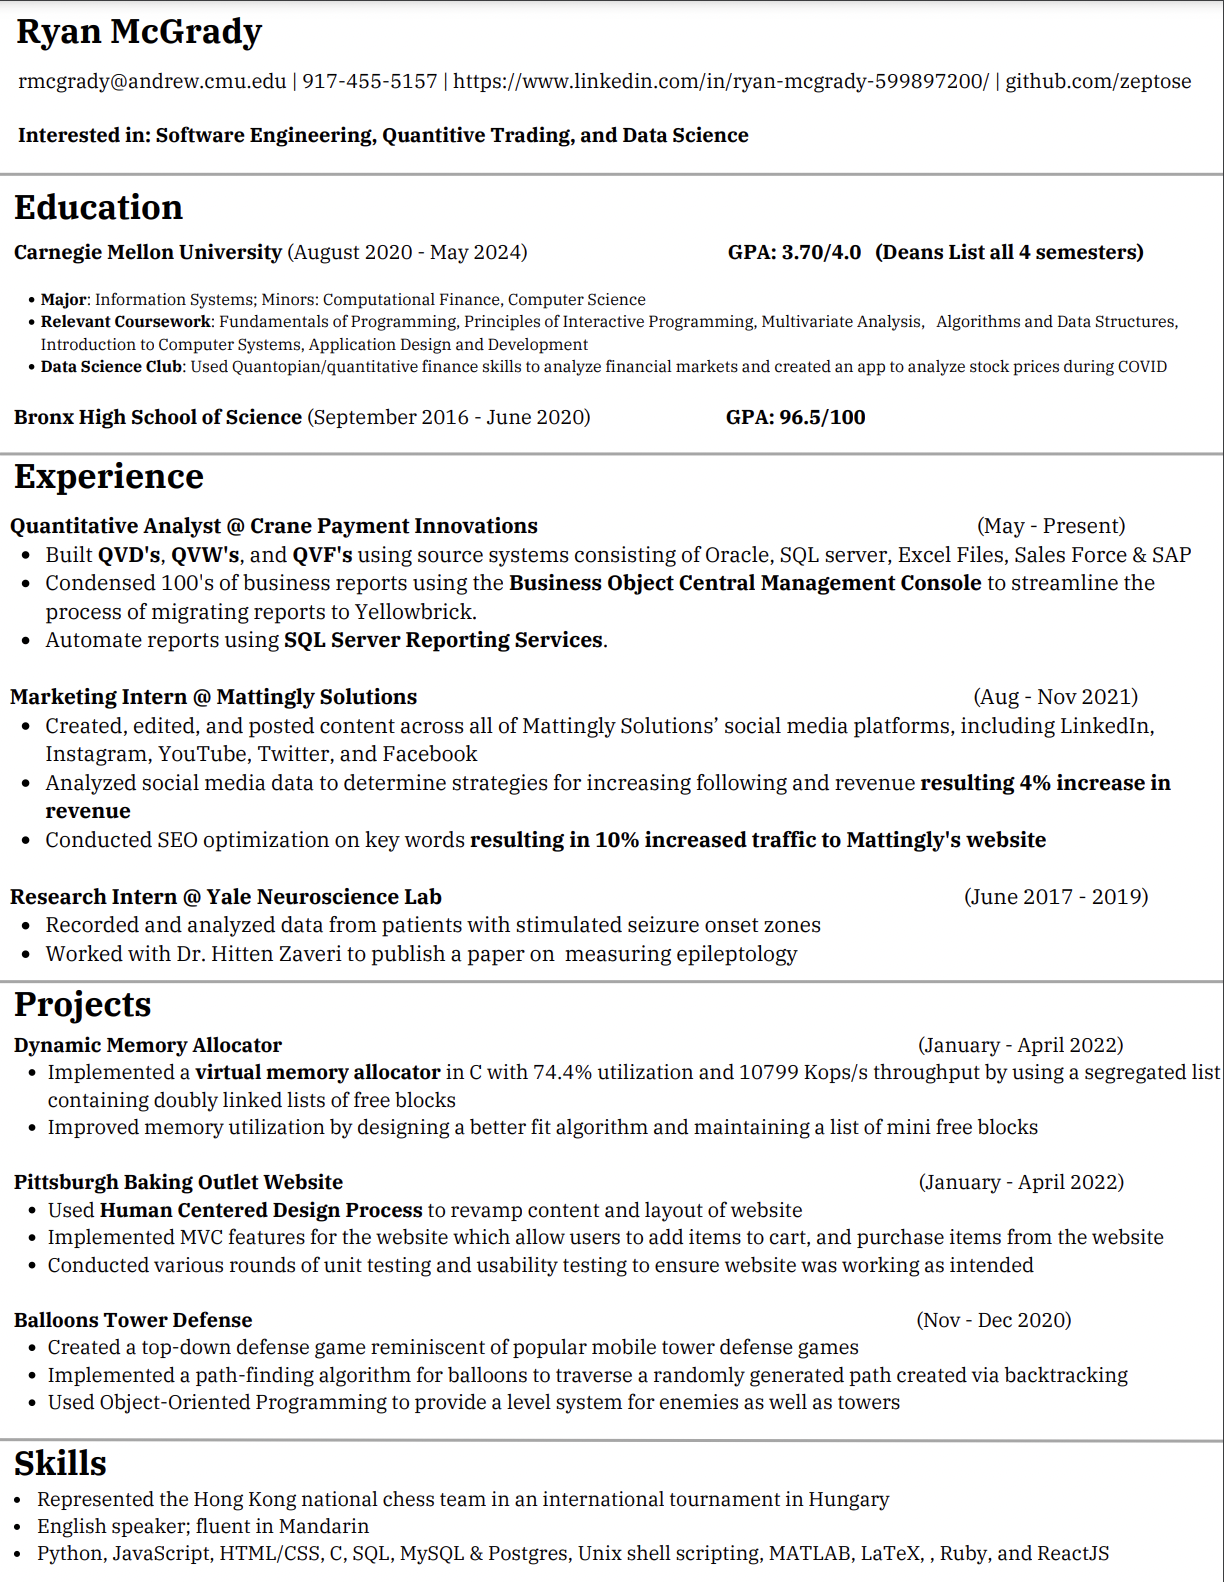 Ryan McGrady
rmcgrady@andrew.cmu.edu | 917-455-5157 | https://www.linkedin.com/in/ryan-mcgrady-599897200/ | github.com/zeptose
Interested in: Software Engineering, Quantitive Trading, and Data Science
Education
Carnegie Mellon University (August 2020 - May 2024) GPA: 3.70/4.0 (Deans List all 4 semesters)
• Major: Information Systems; Minors: Computational Finance, Computer Science
• Relevant Coursework: Fundamentals of Programming, Principles of Interactive Programming, Multivariate Analysis, Algorithms and Data Structures,
Introduction to Computer Systems, Application Design and Development
• Data Science Club: Used Quantopian/quantitative finance skills to analyze financial markets and created an app to analyze stock prices during COVID
Bronx High School of Science (September 2016 - June 2020) GPA: 96.5/100
Experience
Quantitative Analyst @ Crane Payment Innovations (May - Present)
• Built QVD's, QVW's, and QVF's using source systems consisting of Oracle, SQL server, Excel Files, Sales Force & SAP
• Condensed 100's of business reports using the Business Object Central Management Console to streamline the
process of migrating reports to Yellowbrick.
• Automate reports using SQL Server Reporting Services.
Marketing Intern @ Mattingly Solutions (Aug - Nov 2021)
• Created, edited, and posted content across all of Mattingly Solutions’ social media platforms, including LinkedIn,
Instagram, YouTube, Twitter, and Facebook
• Analyzed social media data to determine strategies for increasing following and revenue resulting 4% increase in
revenue
• Conducted SEO optimization on key words resulting in 10% increased traffic to Mattingly's website
Research Intern @ Yale Neuroscience Lab (June 2017 - 2019)
• Recorded and analyzed data from patients with stimulated seizure onset zones
• Worked with Dr. Hitten Zaveri to publish a paper on measuring epileptology
Projects
Dynamic Memory Allocator (January - April 2022)
• Implemented a virtual memory allocator in C with 74.4% utilization and 10799 Kops/s throughput by using a segregated list
containing doubly linked lists of free blocks
• Improved memory utilization by designing a better fit algorithm and maintaining a list of mini free blocks
Pittsburgh Baking Outlet Website (January - April 2022)
• Used Human Centered Design Process to revamp content and layout of website
• Implemented MVC features for the website which allow users to add items to cart, and purchase items from the website
• Conducted various rounds of unit testing and usability testing to ensure website was working as intended
Balloons Tower Defense (Nov - Dec 2020)
• Created a top-down defense game reminiscent of popular mobile tower defense games
• Implemented a path-finding algorithm for balloons to traverse a randomly generated path created via backtracking
• Used Object-Oriented Programming to provide a level system for enemies as well as towers
Skills
• Represented the Hong Kong national chess team in an international tournament in Hungary
• English speaker; fluent in Mandarin
• Python, JavaScript, HTML/CSS, C, SQL, MySQL & Postgres, Unix shell scripting, MATLAB, LaTeX, , Ruby, and ReactJS